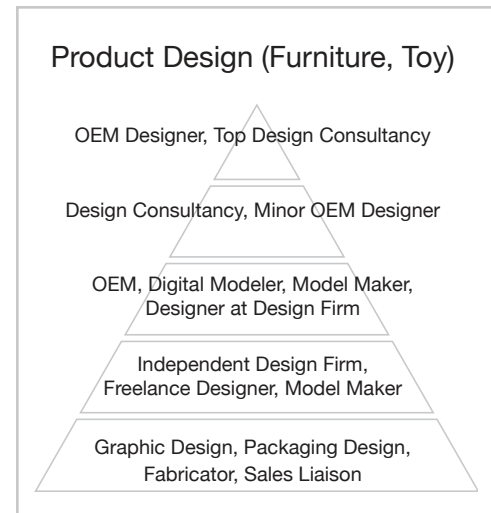 Product Design (Furniture, Toy)
OEM Designer, Top Design Consultancy
Design Consultancy, Minor OEM Designer
OEM, Digital Modeler, Model Maker,
Designer at Design Firm
Independent Design Firm,
Freelance Designer, Model Maker
Graphic Design, Packaging Design,
Fabricator, Sales Liaison